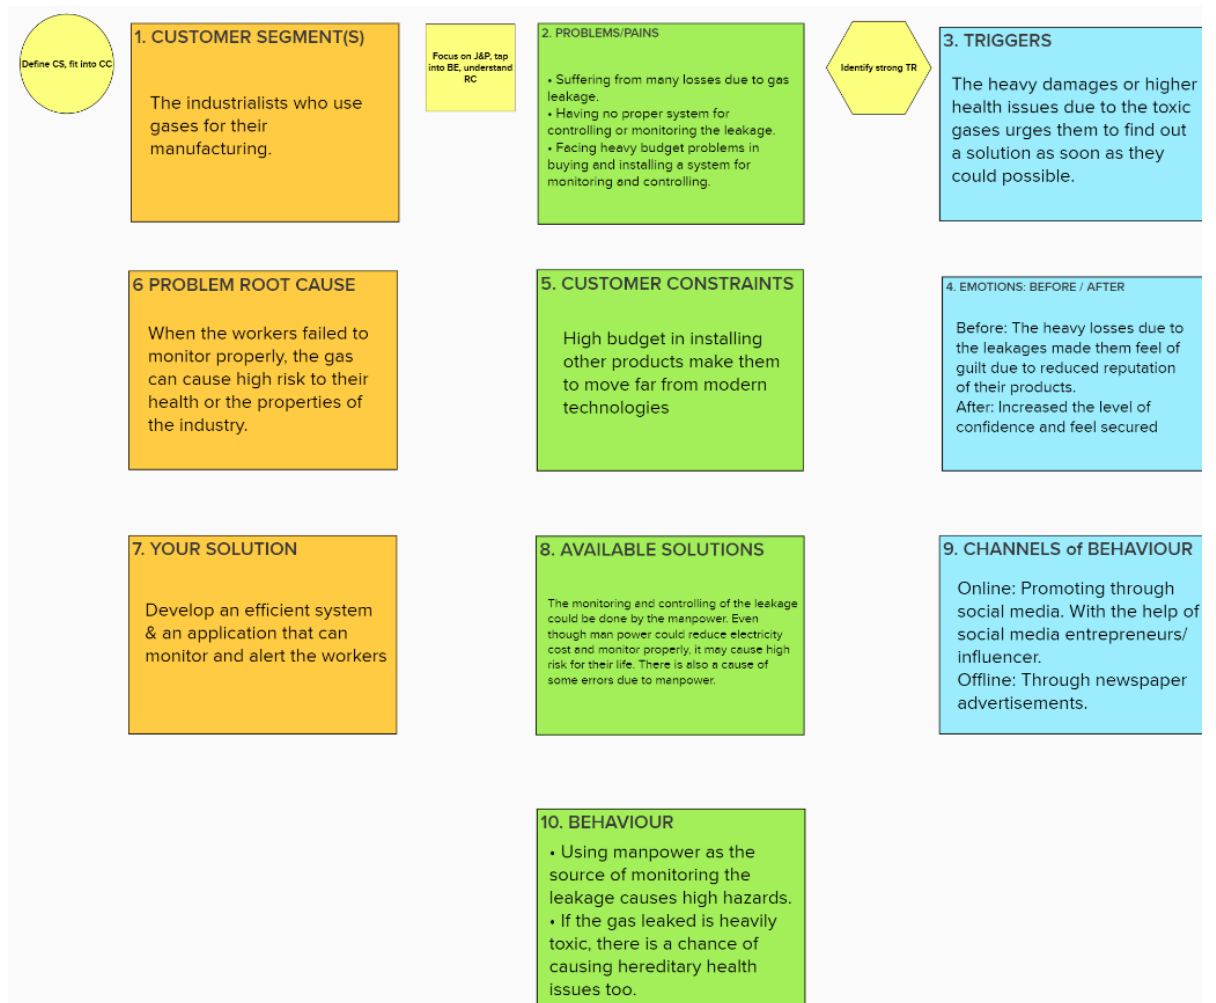 Define CS, fit into CC
1. CUSTOMER SEGMENT(S)
The industrialists who use
gases for their
manufacturing.
Focus on J&P, tap
into BE, understand
RC
2. PROBLEMS/PAINS
• Suffering from many losses due to gas
leakage.
• Having no proper system for
controlling or monitoring the leakage.
• Facing heavy budget problems in
buying and installing a system for
monitoring and controlling.
Identify strong TR
3. TRIGGERS
The heavy damages or higher
health issues due to the toxic
gases urges them to find out
a solution as soon as they
could possible.
6 PROBLEM ROOT CAUSE
When the workers failed to
monitor properly, the gas
can cause high risk to their
health or the properties of
the industry.
5. CUSTOMER CONSTRAINTS
High budget in installing
other products make them
to move far from modern
technologies
4. EMOTIONS: BEFORE / AFTER
Before: The heavy losses due to
the leakages made them feel of
guilt due to reduced reputation
of their products.
After: Increased the level of
confidence and feel secured
7. YOUR SOLUTION
Develop an efficient system
& an application that can
monitor and alert the workers
8. AVAILABLE SOLUTIONS
The monitoring and controlling of the leakage
could be done by the manpower. Even
though man power could reduce electricity
cost and monitor properly, it may cause high
risk for their life. There is also a cause of
some errors due to manpower.
9. CHANNELS of BEHAVIOUR
Online: Promoting through
social media. With the help of
social media entrepreneurs/
influencer.
Offline: Through newspaper
advertisements.
10. BEHAVIOUR
• Using manpower as the
source of monitoring the
leakage causes high hazards.
• If the gas leaked is heavily
toxic, there is a chance of
causing hereditary health
issues too.